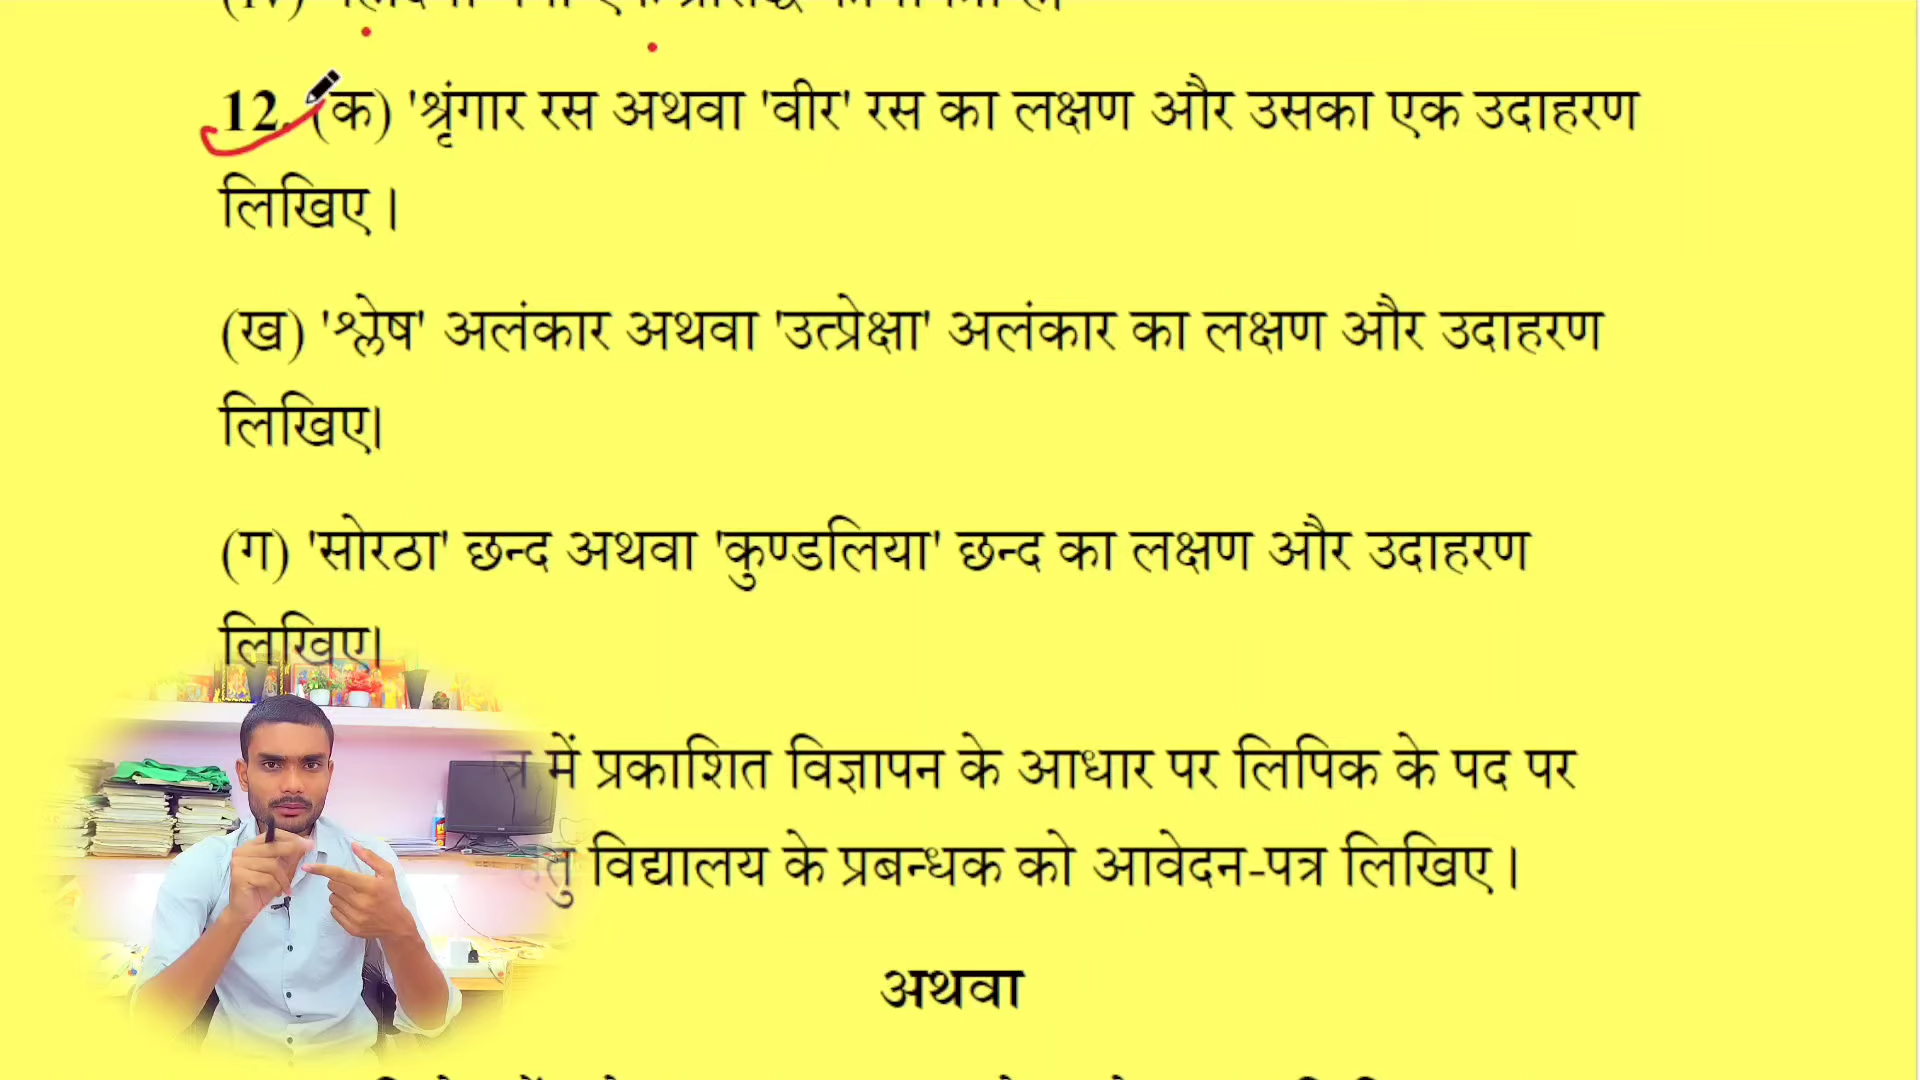 12. (क) 'श्रृंगार रस अथवा 'वीर' रस का लक्षण और उसका एक उदाहरण
लिखिए।
(ख) 'श्लेष' अलंकार अथवा 'उत्प्रेक्षा' अलंकार का लक्षण और उदाहरण
लिखिए।
(ग) 'सोरठा' छन्द अथवा 'कुण्डलिया' छन्द का लक्षण और उदाहरण
लिखिए।
में प्रकाशित विज्ञापन के आधार पर लिपिक के पद पर
विद्यालय के प्रबन्धक को आवेदन-पत्र लिखिए।
अथवा